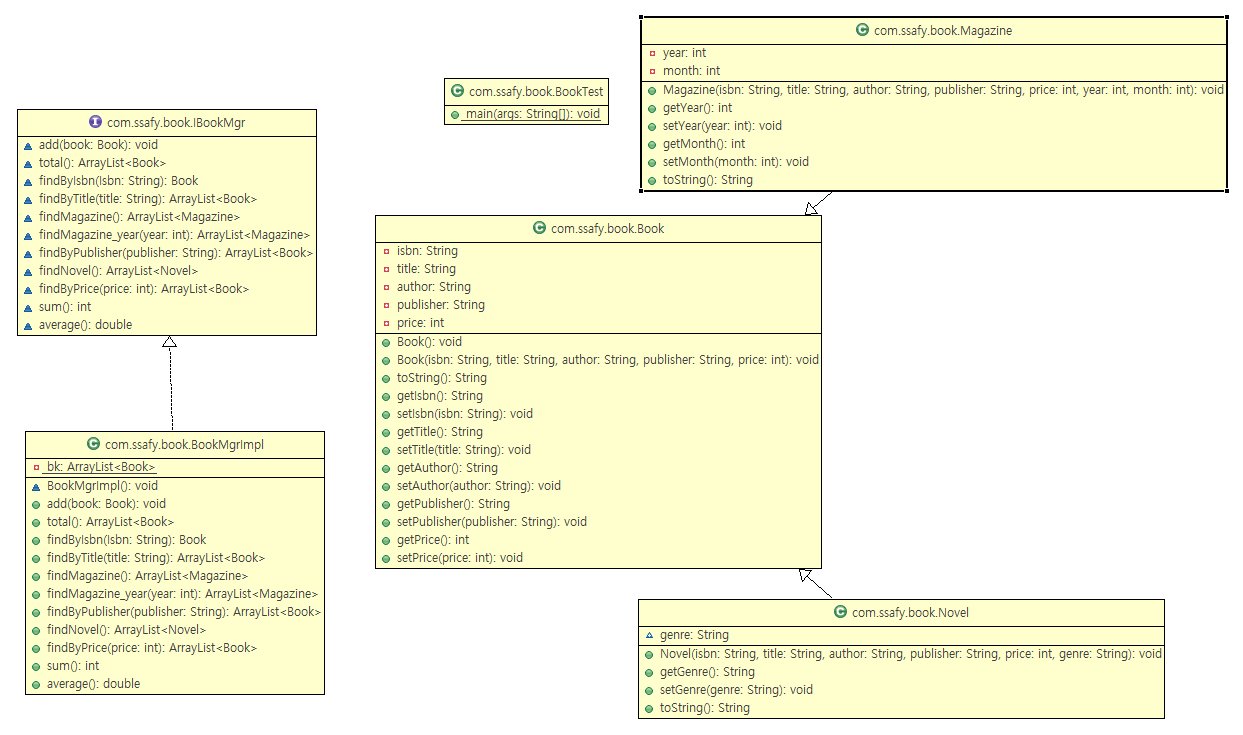 com.ssafy.book.IBookMgr
add(book: Book): void
total(): ArrayList<Book>
findByIsbn(Isbn: String): Book
findByTitle(title: String): ArrayList<Book>
findMagazine(): ArrayList<Magazine>
findMagazine_year(year: int): ArrayList<Magazine>
findByPublisher(publisher: String): ArrayList<Book>
findNovel(): ArrayList<Novel>
findByPrice(price: int): ArrayList<Book>
sum(): int
average(): double
com.ssafy.book.BookMgrImpl
bk: ArrayList<Book>
BookMgrImpl(): void
add(book: Book): void
total(): ArrayList<Book>
findByIsbn(Isbn: String): Book
findByTitle(title: String): ArrayList<Book>
findMagazine(): ArrayList<Magazine>
findMagazine_year(year: int): ArrayList<Magazine>
findByPublisher(publisher: String): ArrayList<Book>
findNovel(): ArrayList<Novel>
findByPrice(price: int): ArrayList<Book>
sum(): int
average(): double
com.ssafy.book.BookTest
main(args: String[]): void
com.ssafy.book.Magazine
year: int
month: int
Magazine(isbn: String, title: String, author: String, publisher: String, price: int, year: int, month: int): void
getYear(): int
setYear(year: int): void
getMonth(): int
setMonth(month: int): void
toString(): String
com.ssafy.book.Book
isbn: String
title: String
author: String
publisher: String
price: int
Book(): void
Book(isbn: String, title: String, author: String, publisher: String, price: int): void
toString(): String
getIsbn(): String
setIsbn(isbn: String): void
getTitle(): String
setTitle(title: String): void
getAuthor(): String
setAuthor(author: String): void
getPublisher(): String
setPublisher(publisher: String): void
getPrice(): int
setPrice(price: int): void
com.ssafy.book.Novel
genre: String
Novel(isbn: String, title: String, author: String, publisher: String, price: int, genre: String): void
getGenre(): String
setGenre(genre: String): void
toString(): String